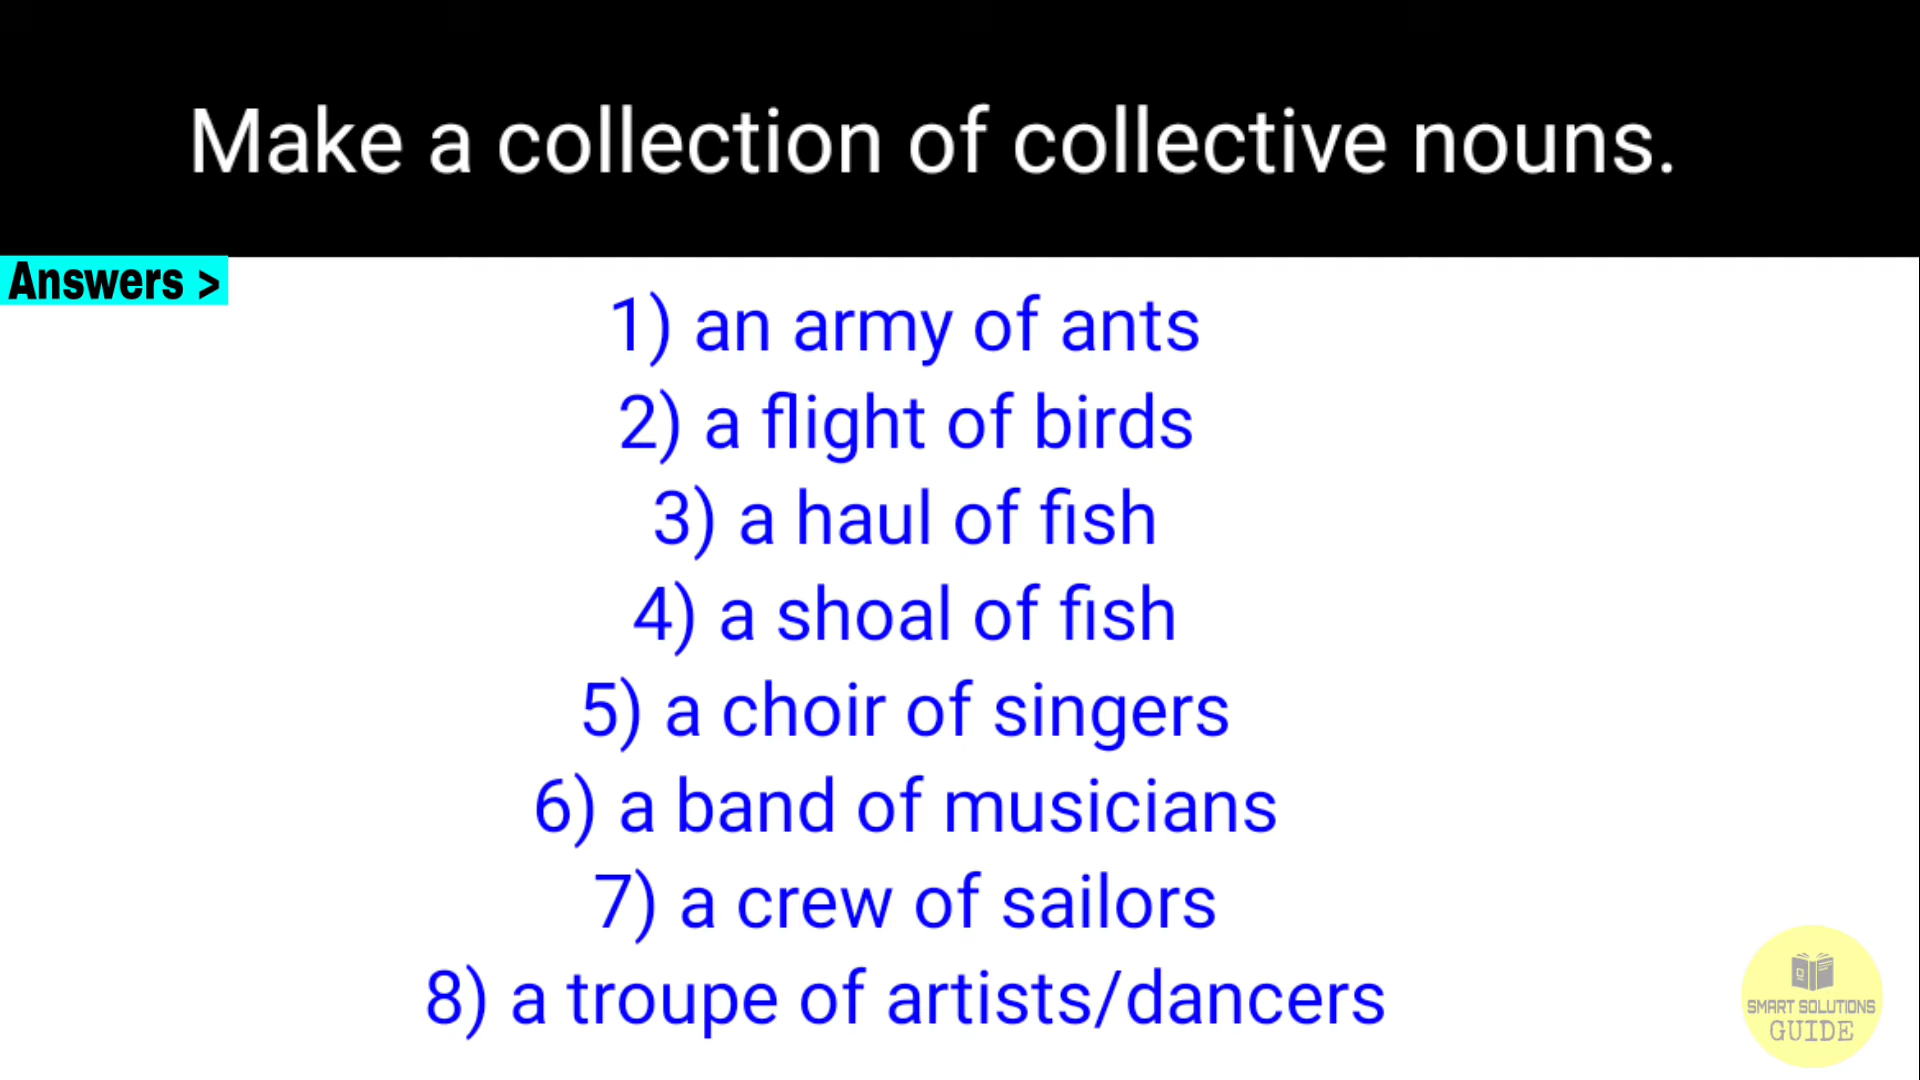 Make a collection of collective nouns.
Answers >
1) an army of ants
2) a flight of birds
3) a haul of fish
4) a shoal of fish
5) a choir of singers
6) a band of musicians
7) a crew of sailors
8) a troupe of artists/dancers
SMART SOLUTIONS
GUIDE